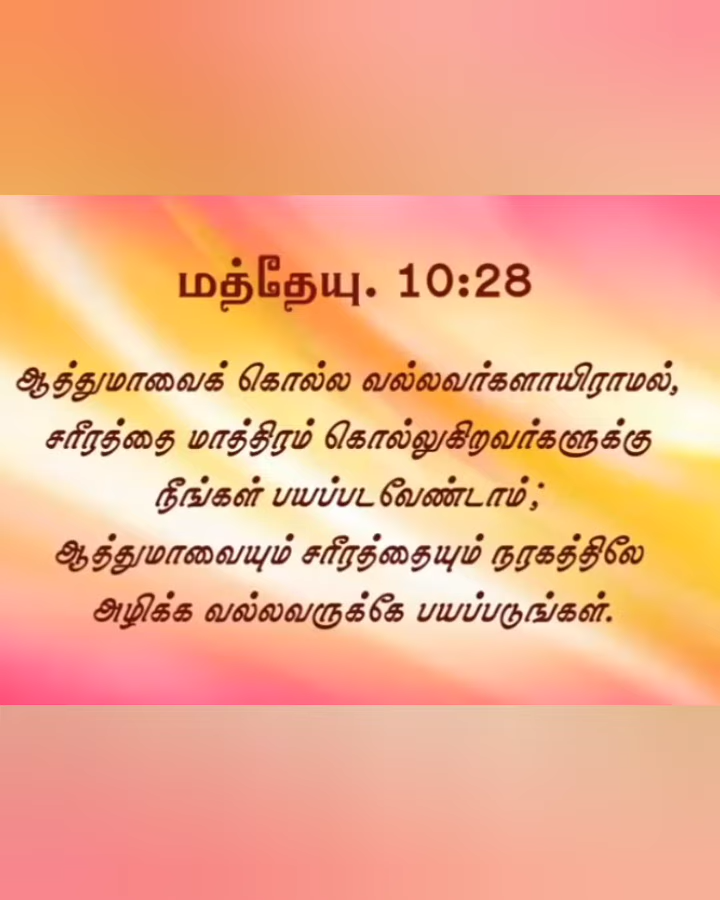 மத்தேயு. 10:28
ஆத்துமாவைக் கொல்ல வல்லவர்களாயிராமல்,
சரீரத்தை மாத்திரம் கொல்லுகிறவர்களுக்கு
நீங்கள் பயப்படவேண்டாம்;
ஆத்துமாவையும் சரீரத்தையும் நரகத்திலே
அழிக்க வல்லவருக்கே பயப்படுங்கள்.